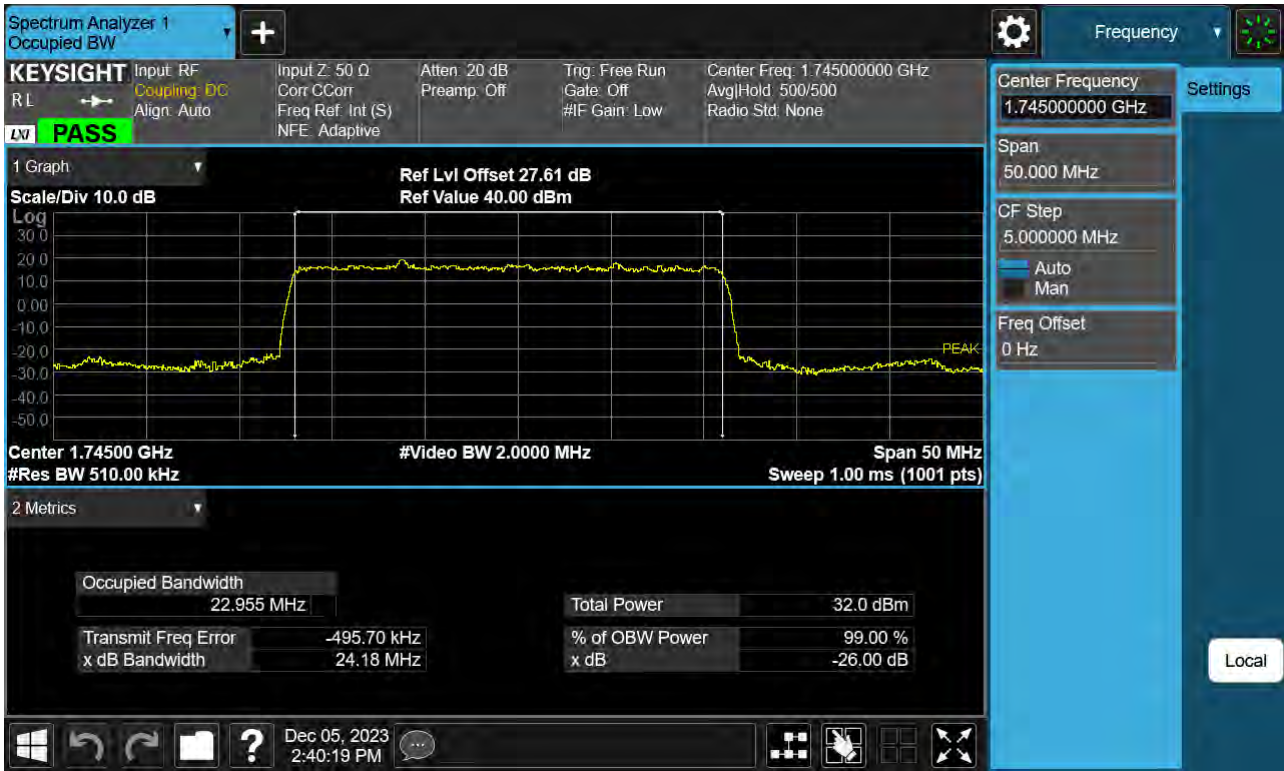 Spectrum Analyzer 1
Occupied BW
+
Frequency
KEYSIGHT
R L
LXI
PASS
Input: RF
Coupling: DC
Align: Auto
Input Z: 50 Ω
Corr CCorr
Freq Ref: Int (S)
NFE: Adaptive
Atten: 20 dB
Preamp: Off
Trig: Free Run
Gate: Off
#IF Gain: Low
Center Freq: 1.745000000 GHz
Avg|Hold: 500/500
Radio Std: None
Center Frequency
1.745000000 GHz
Settings
Span
50.000 MHz
CF Step
5.000000 MHz
Auto
Man
Freq Offset
0 Hz
Local
1 Graph
Scale/Div 10.0 dB
Ref Lvl Offset 27.61 dB
Ref Value 40.00 dBm
Log
30.0
20.0
10.0
0.00
-10.0
-20.0
-30.0
-40.0
-50.0
PEAK
Center 1.74500 GHz
#Res BW 510.00 kHz
#Video BW 2.0000 MHz
Span 50 MHz
Sweep 1.00 ms (1001 pts)
2 Metrics
Occupied Bandwidth
22.955 MHz
Transmit Freq Error -495.70 kHz
x dB Bandwidth 24.18 MHz
Total Power 32.0 dBm
% of OBW Power 99.00 %
x dB -26.00 dB
?
Dec 05, 2023
2:40:19 PM